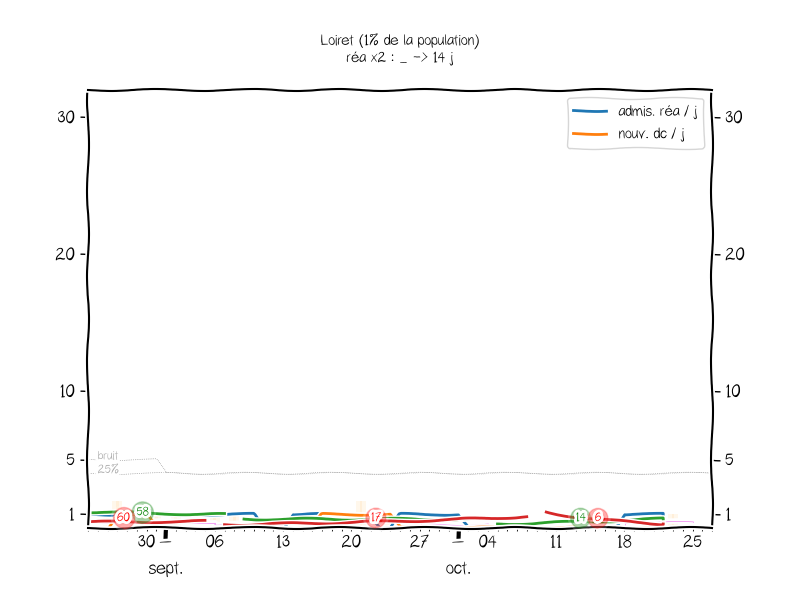 Loiret (1% de la population)
réa x2 : _ -> 14 j
admis. réa / j
nouv. dc / j
30 30
20 20
10 10
5 5
1 1
bruit
25%
60 58 17 14 6
30 06 13 20 27 04 11 18 25
sept. oct.